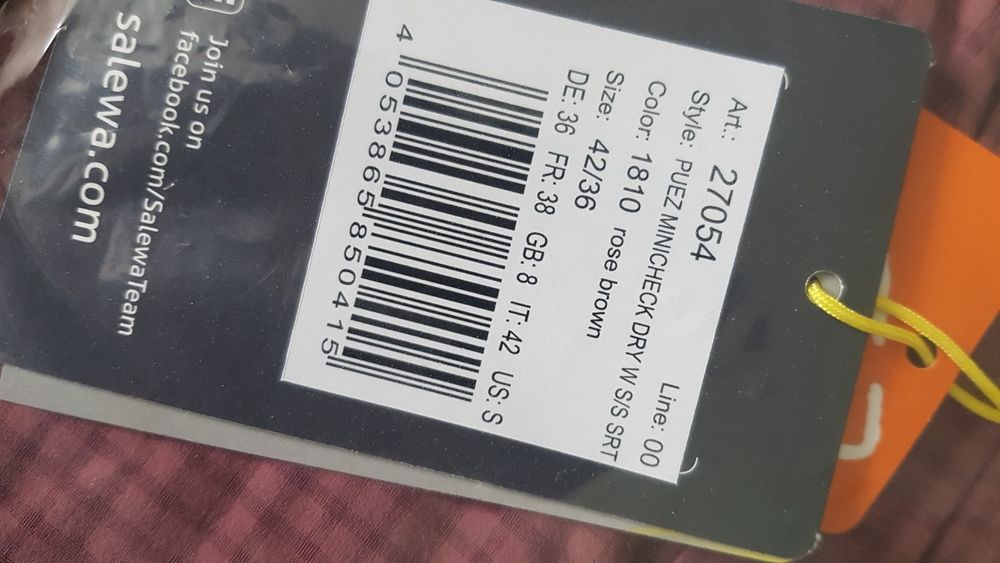 Art.: 27054 Line: 00
Style: PUEZ MINICHECK DRY W S/S SRT
Color: 1810 rose brown
Size: 42/36
DE: 36 FR: 38 GB: 8 IT: 42 US: S
4 053865 850415
Join us on
facebook.com/SalewaTeam
salewa.com